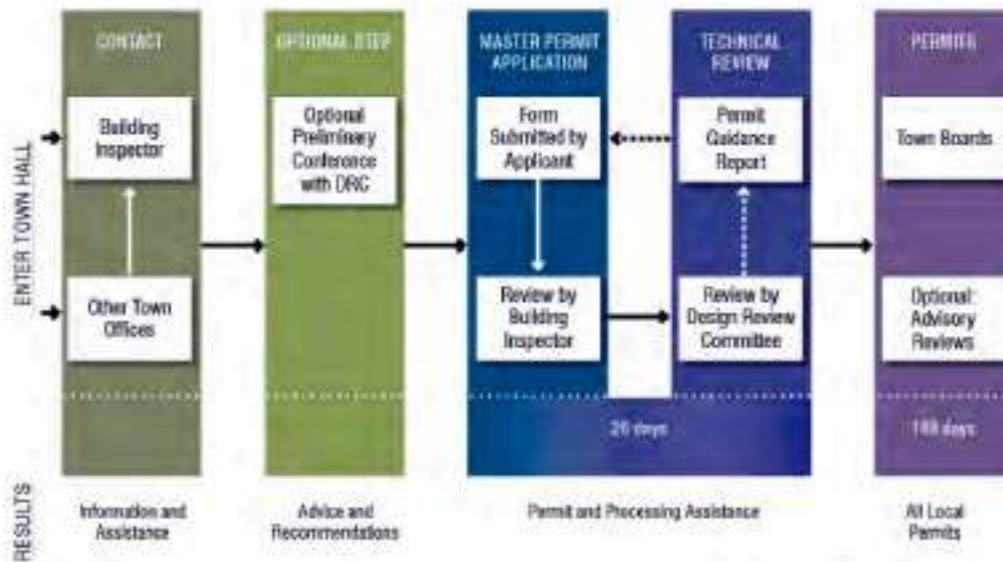 CONTACT
Building
Inspector
Other Town
Offices
Information and
Assistance
OPTIONAL STEP
Optional
Preliminary
Conference
with DRC
Advice and
Recommendations
MASTER PERMIT
APPLICATION
Form
Submitted by
Applicant
Review by
Building
Inspector
TECHNICAL
REVIEW
Permit
Guidance
Report
Review by
Design Review
Committee
days
Permit and Processing Assistance
PERMITS
Town Boards
Optional:
Advisory
Reviews
days
All Local
Permits
ENTER TOWN HALL
RESULTS